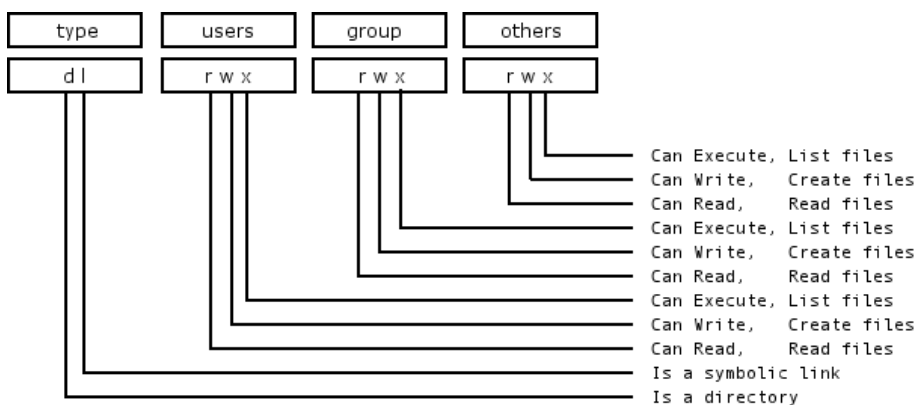 type users group others
d l r w x r w x r w x
Can Execute, List files
Can Write, Create files
Can Read, Read files
Can Execute, List files
Can Write, Create files
Can Read, Read files
Can Execute, List files
Can Write, Create files
Can Read, Read files
Is a symbolic link
Is a directory